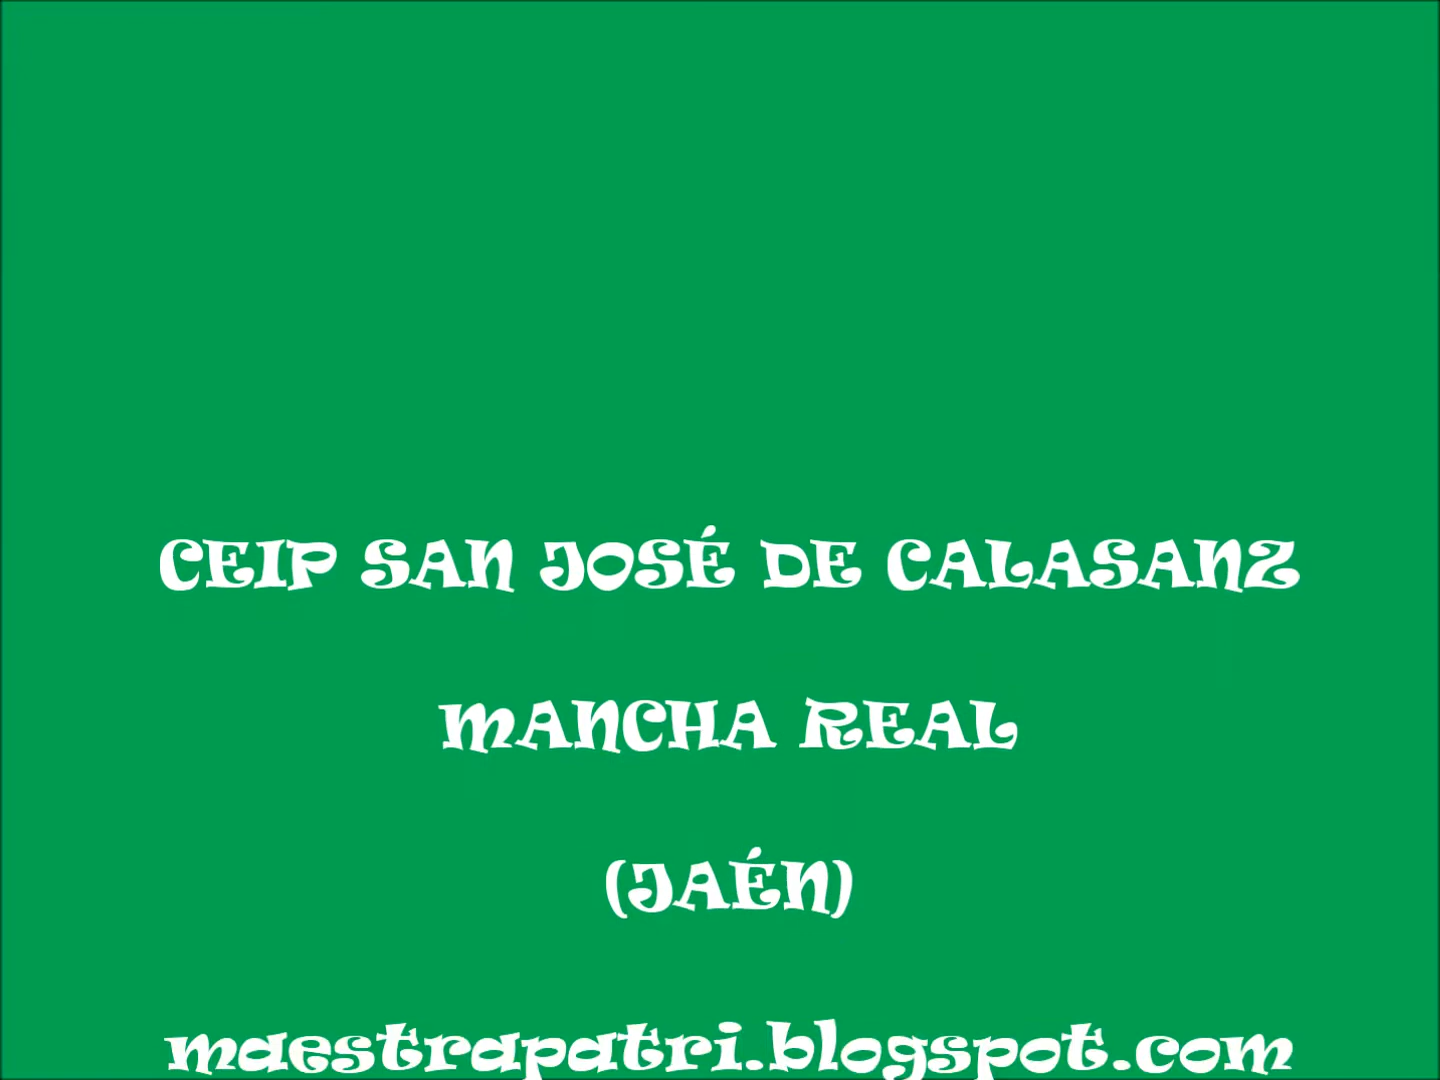 CEIP SAN JOSÉ DE CALASANZ
MANCHA REAL
(JAÉN)
maestrapatri.blogspot.com